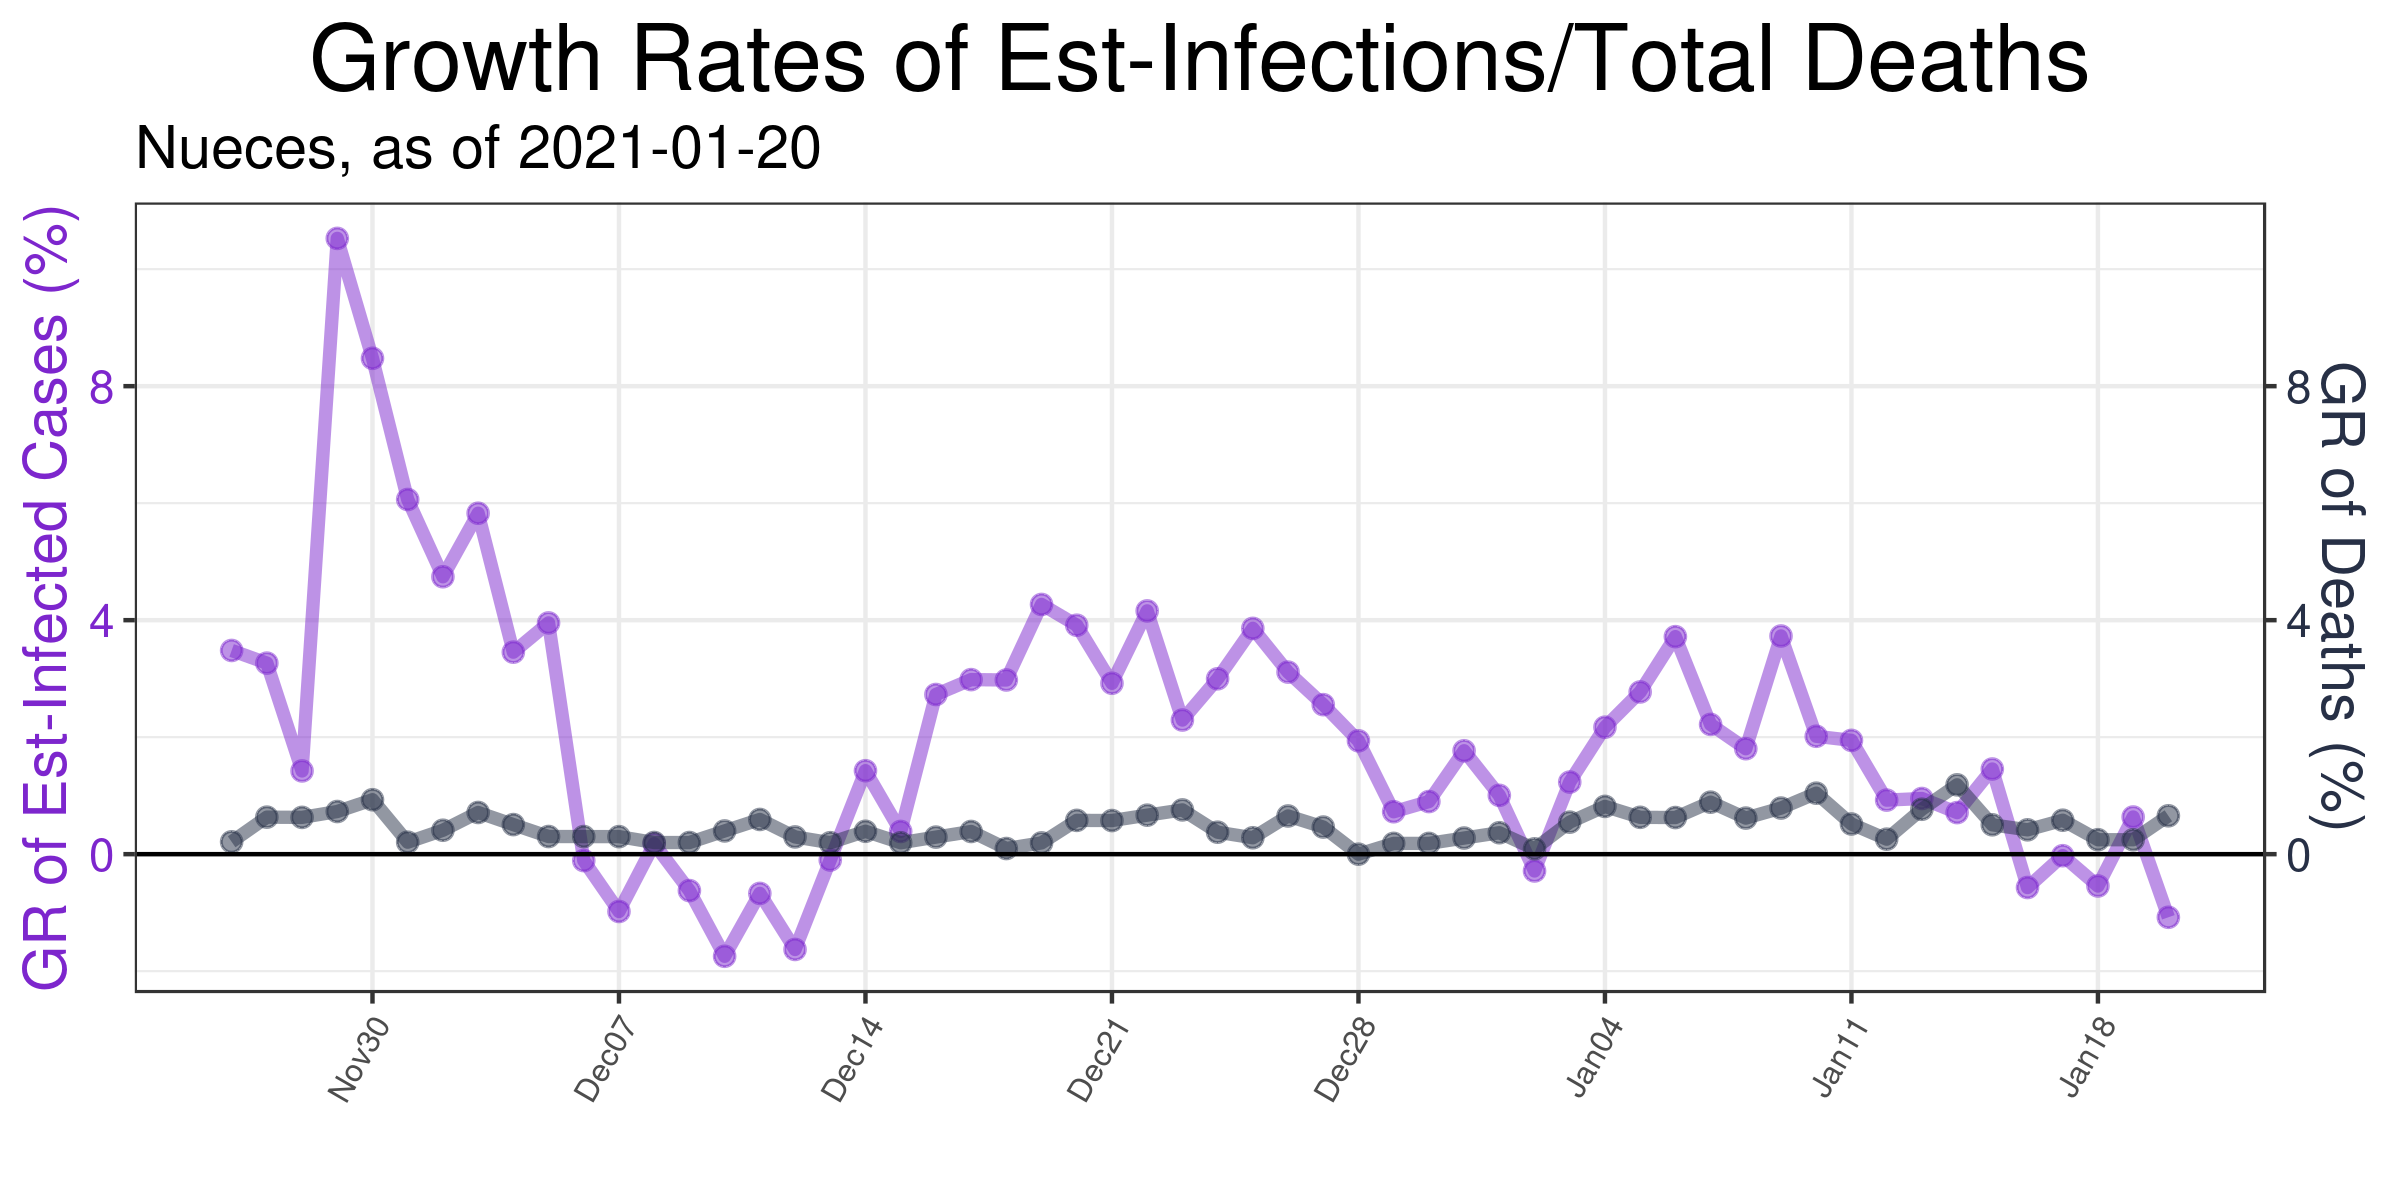 Growth Rates of Est-Infections/Total Deaths
Nueces, as of 2021-01-20
GR of Est-Infected Cases (%)
8
4
0
8
4
0
GR of Deaths (%)
Nov30
Dec07
Dec14
Dec21
Dec28
Jan04
Jan11
Jan18